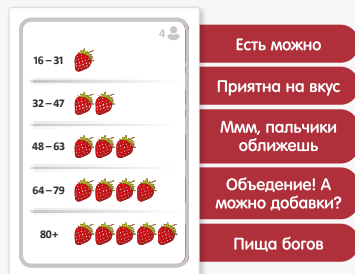 4
16 – 31
Есть можно
32 – 47
Приятна на вкус
48 – 63
Ммм, пальчики
оближешь
64 – 79
Объедение! А
можно добавки?
80+
Пища богов